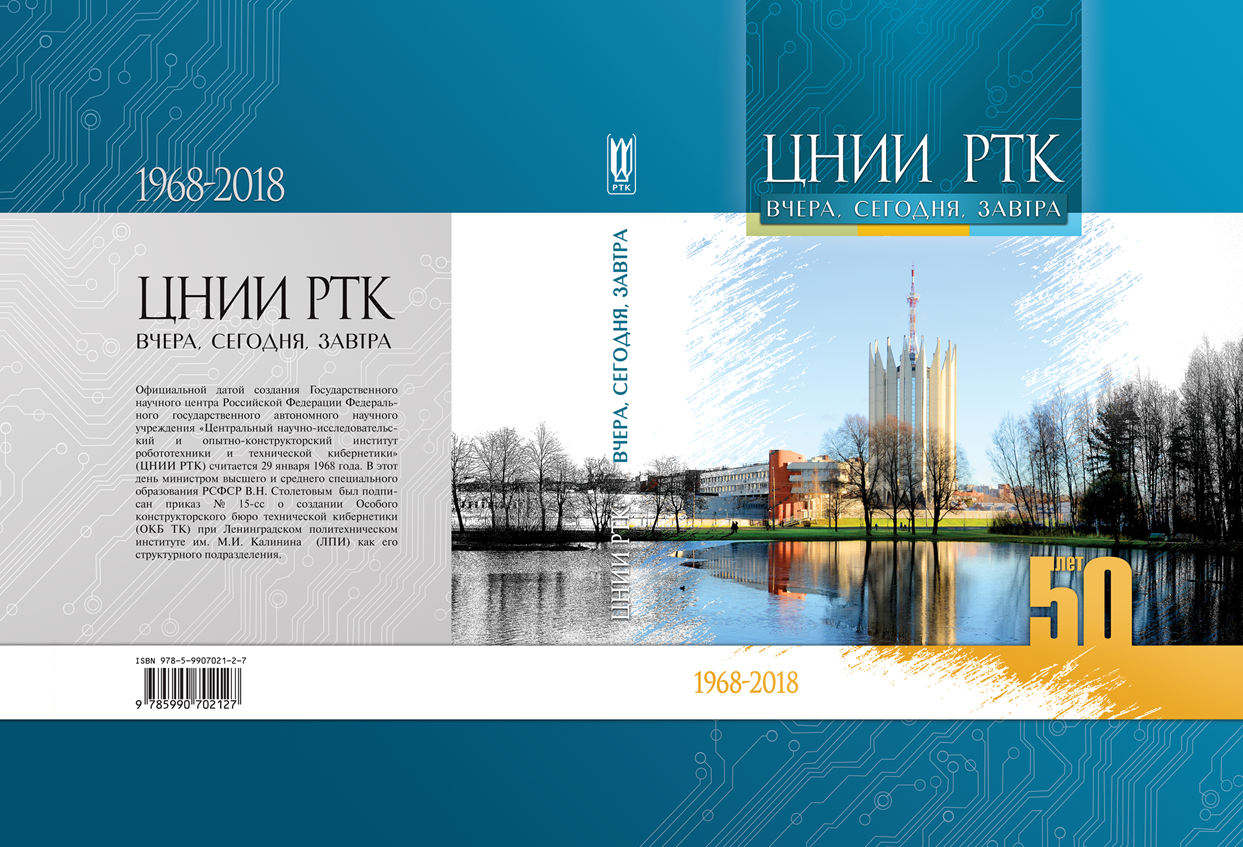 1968-2018
ЦНИИ РТК
ВЧЕРА, СЕГОДНЯ, ЗАВТРА
Официальной датой создания Государственного
научного центра Российской Федерации Федераль-
ного государственного автономного научного
учреждения «Центральный научно-исследовательс-
кий и опытно-конструкторский институт
робототехники и технической кибернетики»
(ЦНИИ РТК) считается 29 января 1968 года. В этот
день министром высшего и среднего специального
образования РСФСР В.Н. Столетовым был подпи-
сан приказ № 15-сс о создании Особого
конструкторского бюро технической кибернетики
(ОКБ ТК) при Ленинградском политехническом
институте им. М.И. Калинина (ЛПИ) как его
структурного подразделения.
ISBN 978-5-9907021-2-7
9 785990 702127
РТК
ЦНИИ РТК
ВЧЕРА, СЕГОДНЯ, ЗАВТРА
ЦНИИ РТК
ВЧЕРА, СЕГОДНЯ, ЗАВТРА
лет
50
1968-2018